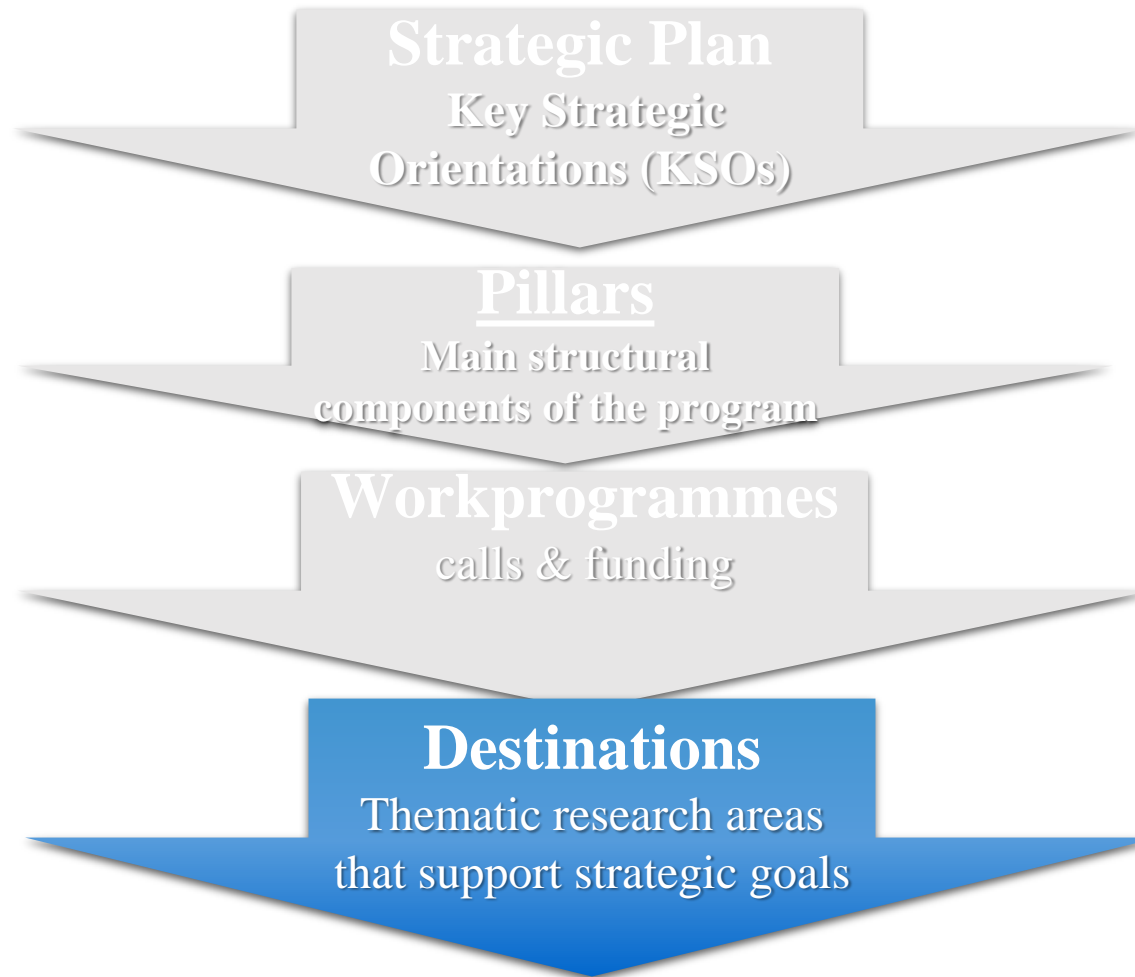 Strategic Plan
Key Strategic
Orientations (KSOs)
Pillars
Main structural
components of the program
Workprogrammes
calls & funding
Destinations
Thematic research areas
that support strategic goals